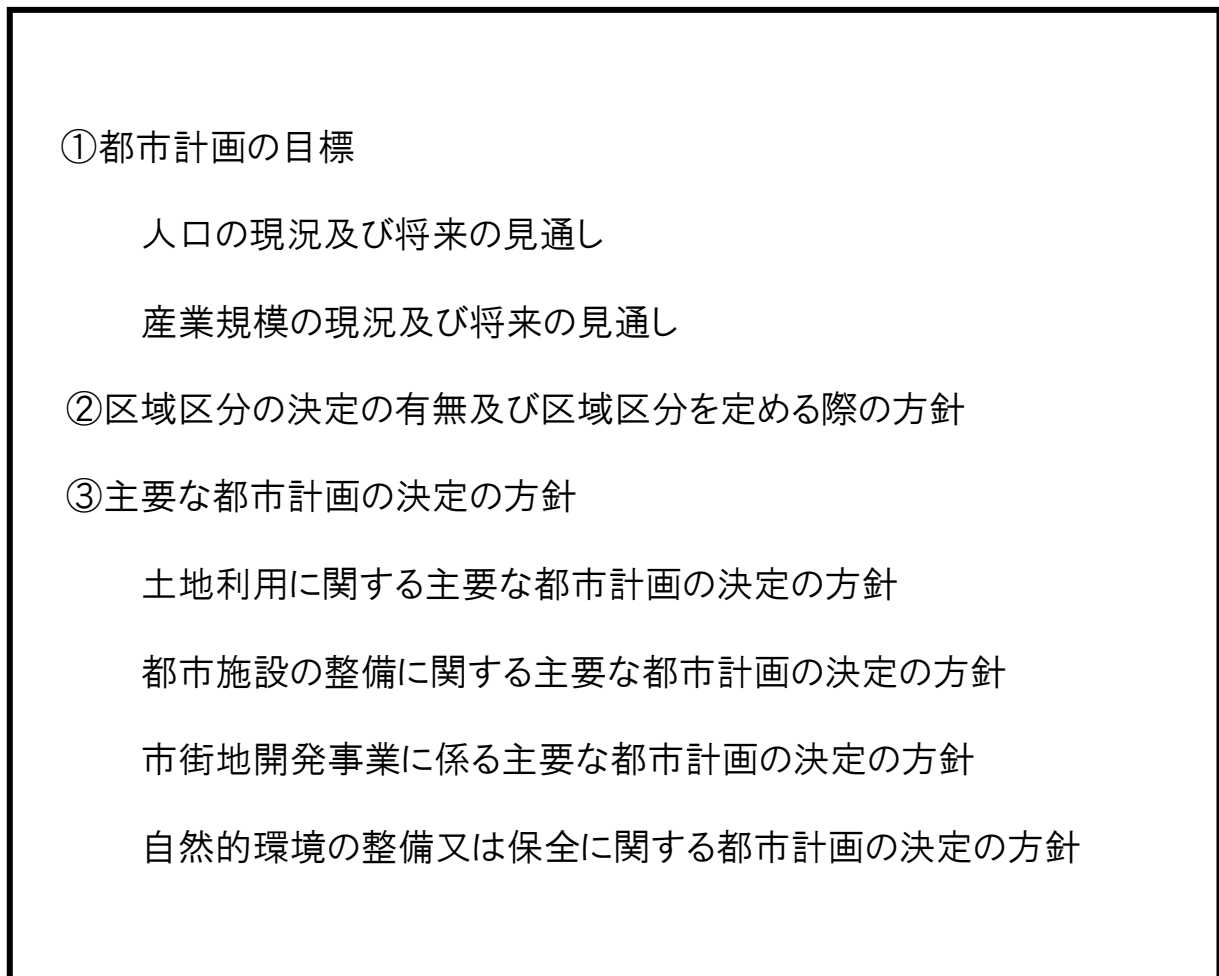 ①都市計画の目標
人口の現況及び将来の見通し
産業規模の現況及び将来の見通し
②区域区分の決定の有無及び区域区分を定める際の方針
③主要な都市計画の決定の方針
土地利用に関する主要な都市計画の決定の方針
都市施設の整備に関する主要な都市計画の決定の方針
市街地開発事業に係る主要な都市計画の決定の方針
自然的環境の整備又は保全に関する都市計画の決定の方針